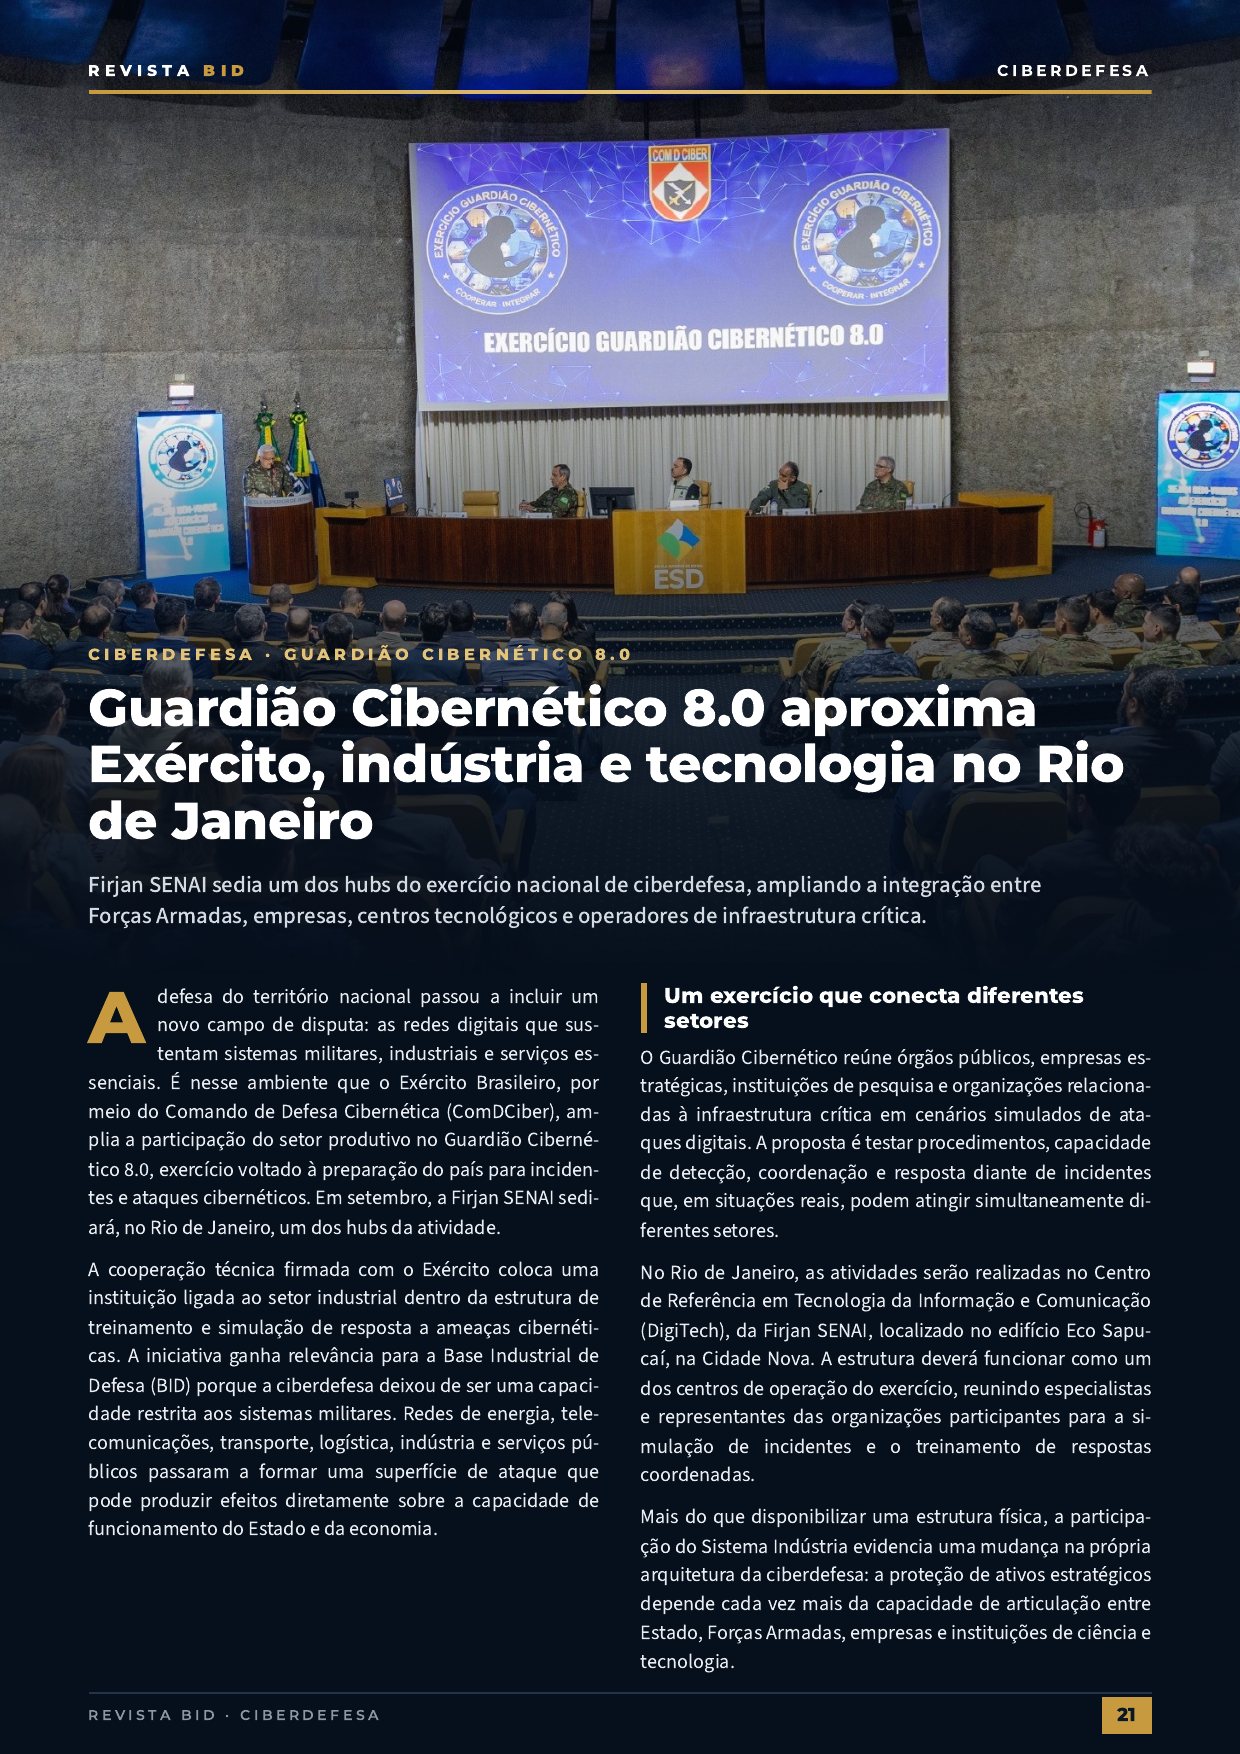 REVISTA BID
CIBERDEFESA
COM D CIBER
EXERCÍCIO GUARDIÃO CIBERNÉTICO
COOPERAR · INTEGRAR
EXERCÍCIO GUARDIÃO CIBERNÉTICO
COOPERAR · INTEGRAR
EXERCÍCIO GUARDIÃO CIBERNÉTICO 8.0
ESD
CIBERDEFESA · GUARDIÃO CIBERNÉTICO 8.0
Guardião Cibernético 8.0 aproxima
Exército, indústria e tecnologia no Rio
de Janeiro
Firjan SENAI sedia um dos hubs do exercício nacional de ciberdefesa, ampliando a integração entre
Forças Armadas, empresas, centros tecnológicos e operadores de infraestrutura crítica.
A defesa do território nacional passou a incluir um
novo campo de disputa: as redes digitais que sus-
tentam sistemas militares, industriais e serviços es-
senciais. É nesse ambiente que o Exército Brasileiro, por
meio do Comando de Defesa Cibernética (ComDCiber), am-
plia a participação do setor produtivo no Guardião Ciberné-
tico 8.0, exercício voltado à preparação do país para inciden-
tes e ataques cibernéticos. Em setembro, a Firjan SENAI sedi-
ará, no Rio de Janeiro, um dos hubs da atividade.
A cooperação técnica firmada com o Exército coloca uma
instituição ligada ao setor industrial dentro da estrutura de
treinamento e simulação de resposta a ameaças cibernéti-
cas. A iniciativa ganha relevância para a Base Industrial de
Defesa (BID) porque a ciberdefesa deixou de ser uma capaci-
dade restrita aos sistemas militares. Redes de energia, tele-
comunicações, transporte, logística, indústria e serviços pú-
blicos passaram a formar uma superfície de ataque que
pode produzir efeitos diretamente sobre a capacidade de
funcionamento do Estado e da economia.
Um exercício que conecta diferentes
setores
O Guardião Cibernético reúne órgãos públicos, empresas es-
tratégicas, instituições de pesquisa e organizações relaciona-
das à infraestrutura crítica em cenários simulados de ata-
ques digitais. A proposta é testar procedimentos, capacidade
de detecção, coordenação e resposta diante de incidentes
que, em situações reais, podem atingir simultaneamente di-
ferentes setores.
No Rio de Janeiro, as atividades serão realizadas no Centro
de Referência em Tecnologia da Informação e Comunicação
(DigiTech), da Firjan SENAI, localizado no edifício Eco Sapu-
caí, na Cidade Nova. A estrutura deverá funcionar como um
dos centros de operação do exercício, reunindo especialistas
e representantes das organizações participantes para a si-
mulação de incidentes e o treinamento de respostas
coordenadas.
Mais do que disponibilizar uma estrutura física, a participa-
ção do Sistema Indústria evidencia uma mudança na própria
arquitetura da ciberdefesa: a proteção de ativos estratégicos
depende cada vez mais da capacidade de articulação entre
Estado, Forças Armadas, empresas e instituições de ciência e
tecnologia.
REVISTA BID · CIBERDEFESA
21